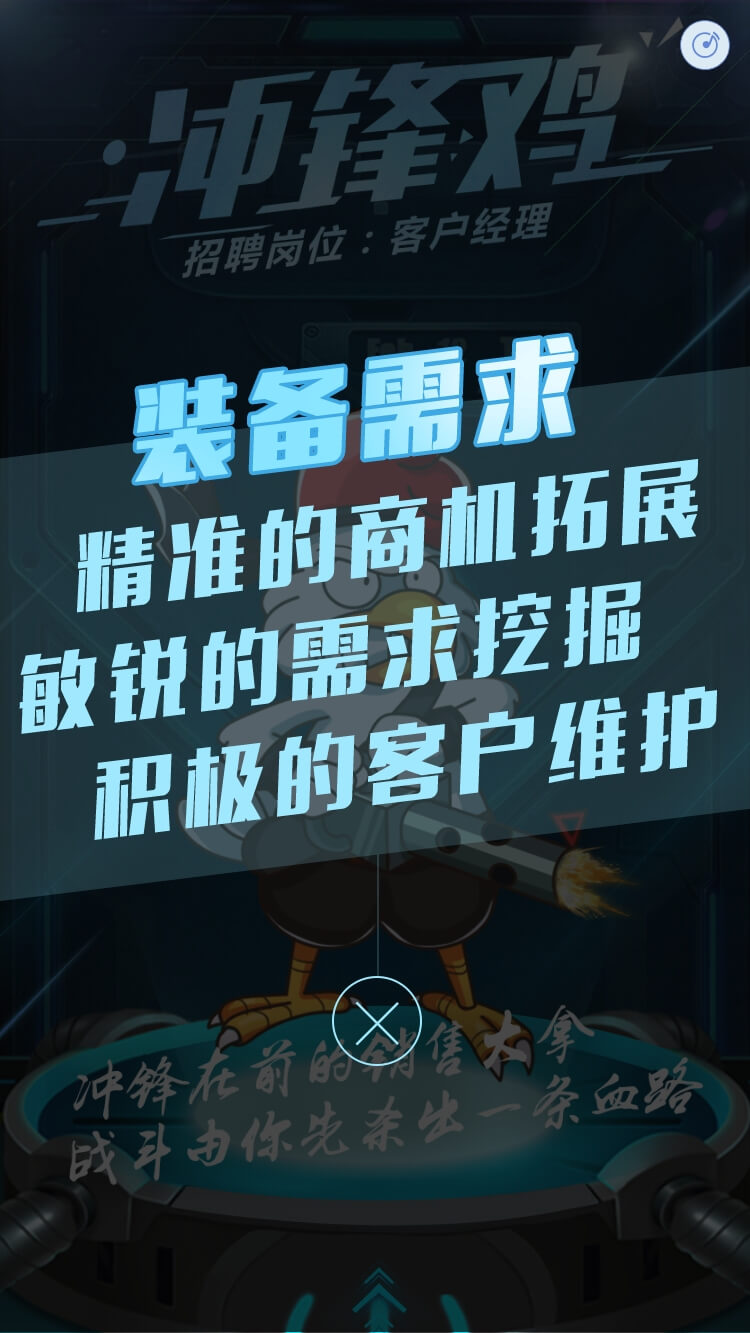 冲锋鸡
招聘岗位：客户经理
装备需求
精准的商机拓展
敏锐的需求挖掘
积极的客户维护
冲锋在前的销售大拿
战斗由你先杀出一条血路